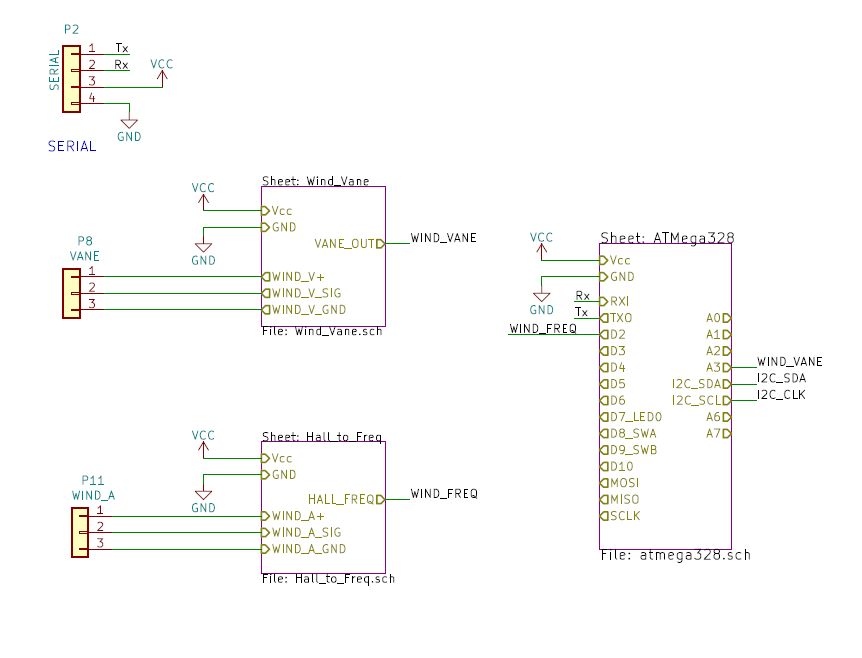 P2
SERIAL
1 Tx
2 Rx
3
4
VCC
GND
SERIAL
Sheet: Wind_Vane
VCC
Vcc
GND
GND
VANE_OUT
WIND_VANE
P8
VANE
1
2
3
WIND_V+
WIND_V_SIG
WIND_V_GND
File: Wind_Vane.sch
Sheet: Hall_to_Freq
VCC
Vcc
GND
GND
HALL_FREQ
WIND_FREQ
P11
WIND_A
1
2
3
WIND_A+
WIND_A_SIG
WIND_A_GND
File: Hall_to_Freq.sch
Sheet: ATMega328
VCC
Vcc
GND
GND
Rx
RXI
Tx
TXO
WIND_FREQ
D2
D3
D4
D5
D6
D7_LED0
D8_SWA
D9_SWB
D10
MOSI
MISO
SCLK
A0
A1
A2
A3
WIND_VANE
I2C_SDA
I2C_SDA
I2C_SCL
I2C_CLK
A6
A7
File: atmega328.sch